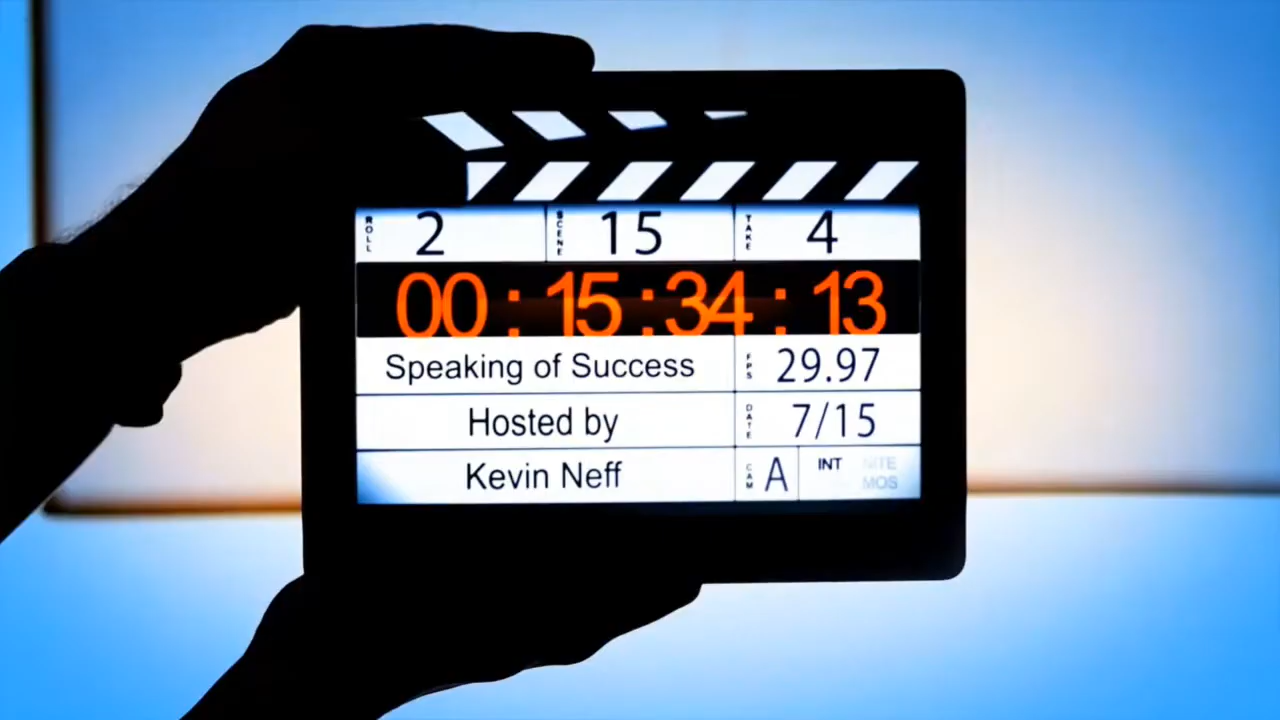 ROLL 2 SCENE 15 TAKE 4
00:15:34:13
Speaking of Success FPS 29.97
Hosted by DATE 7/15
Kevin Neff CAM A INT NITE
MOS